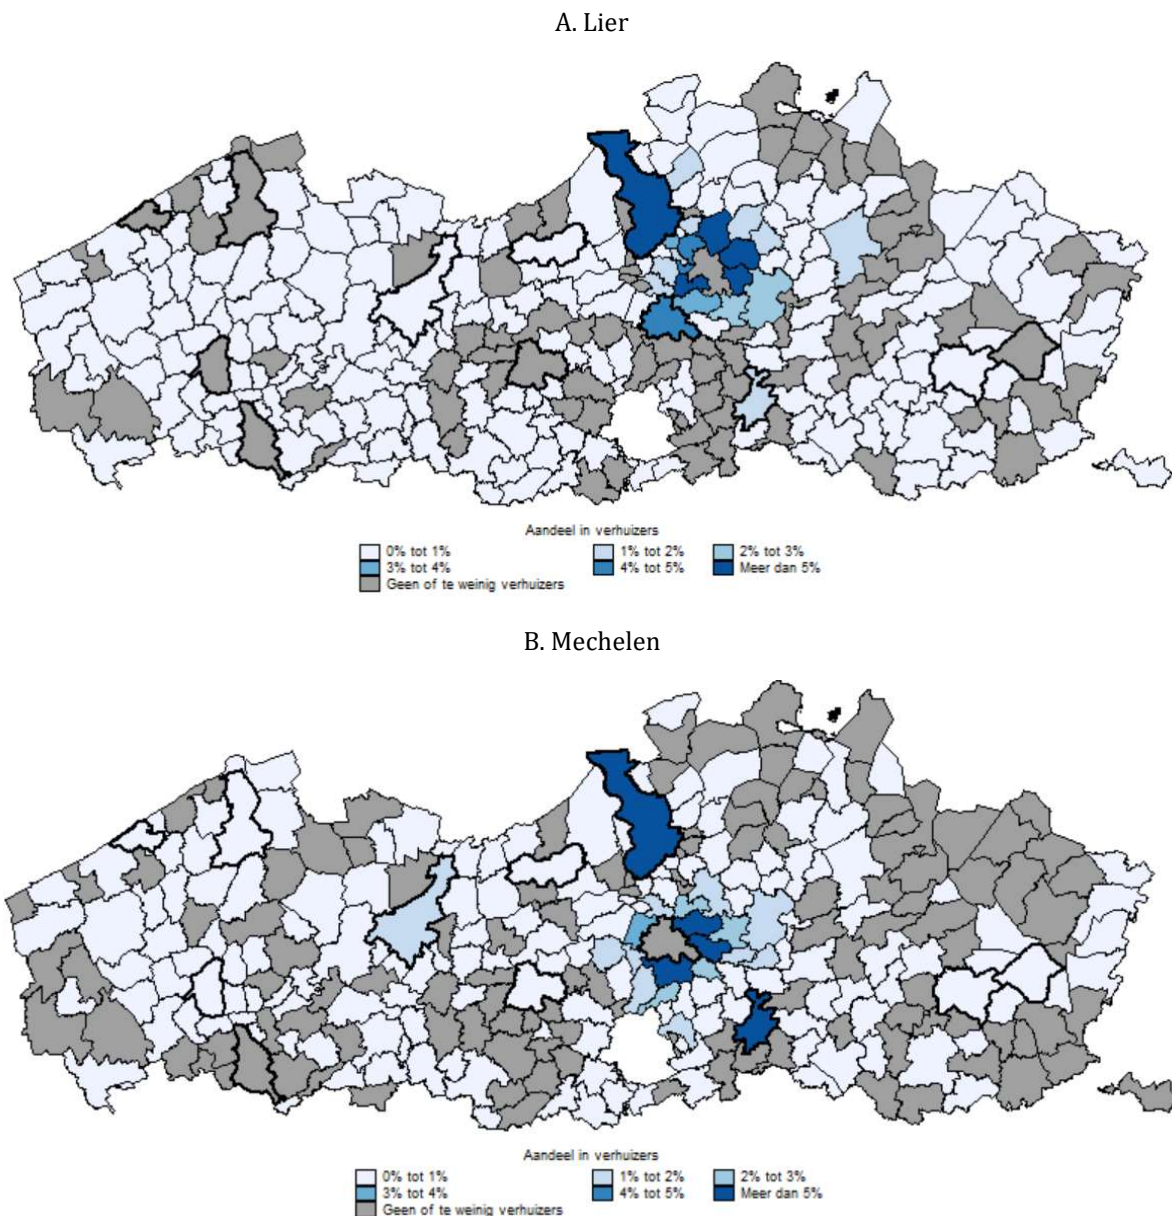 A. Lier
Aandeel in verhuizers
0% tot 1% 1% tot 2% 2% tot 3%
3% tot 4% 4% tot 5% Meer dan 5%
Geen of te weinig verhuizers
B. Mechelen
Aandeel in verhuizers
0% tot 1% 1% tot 2% 2% tot 3%
3% tot 4% 4% tot 5% Meer dan 5%
Geen of te weinig verhuizers